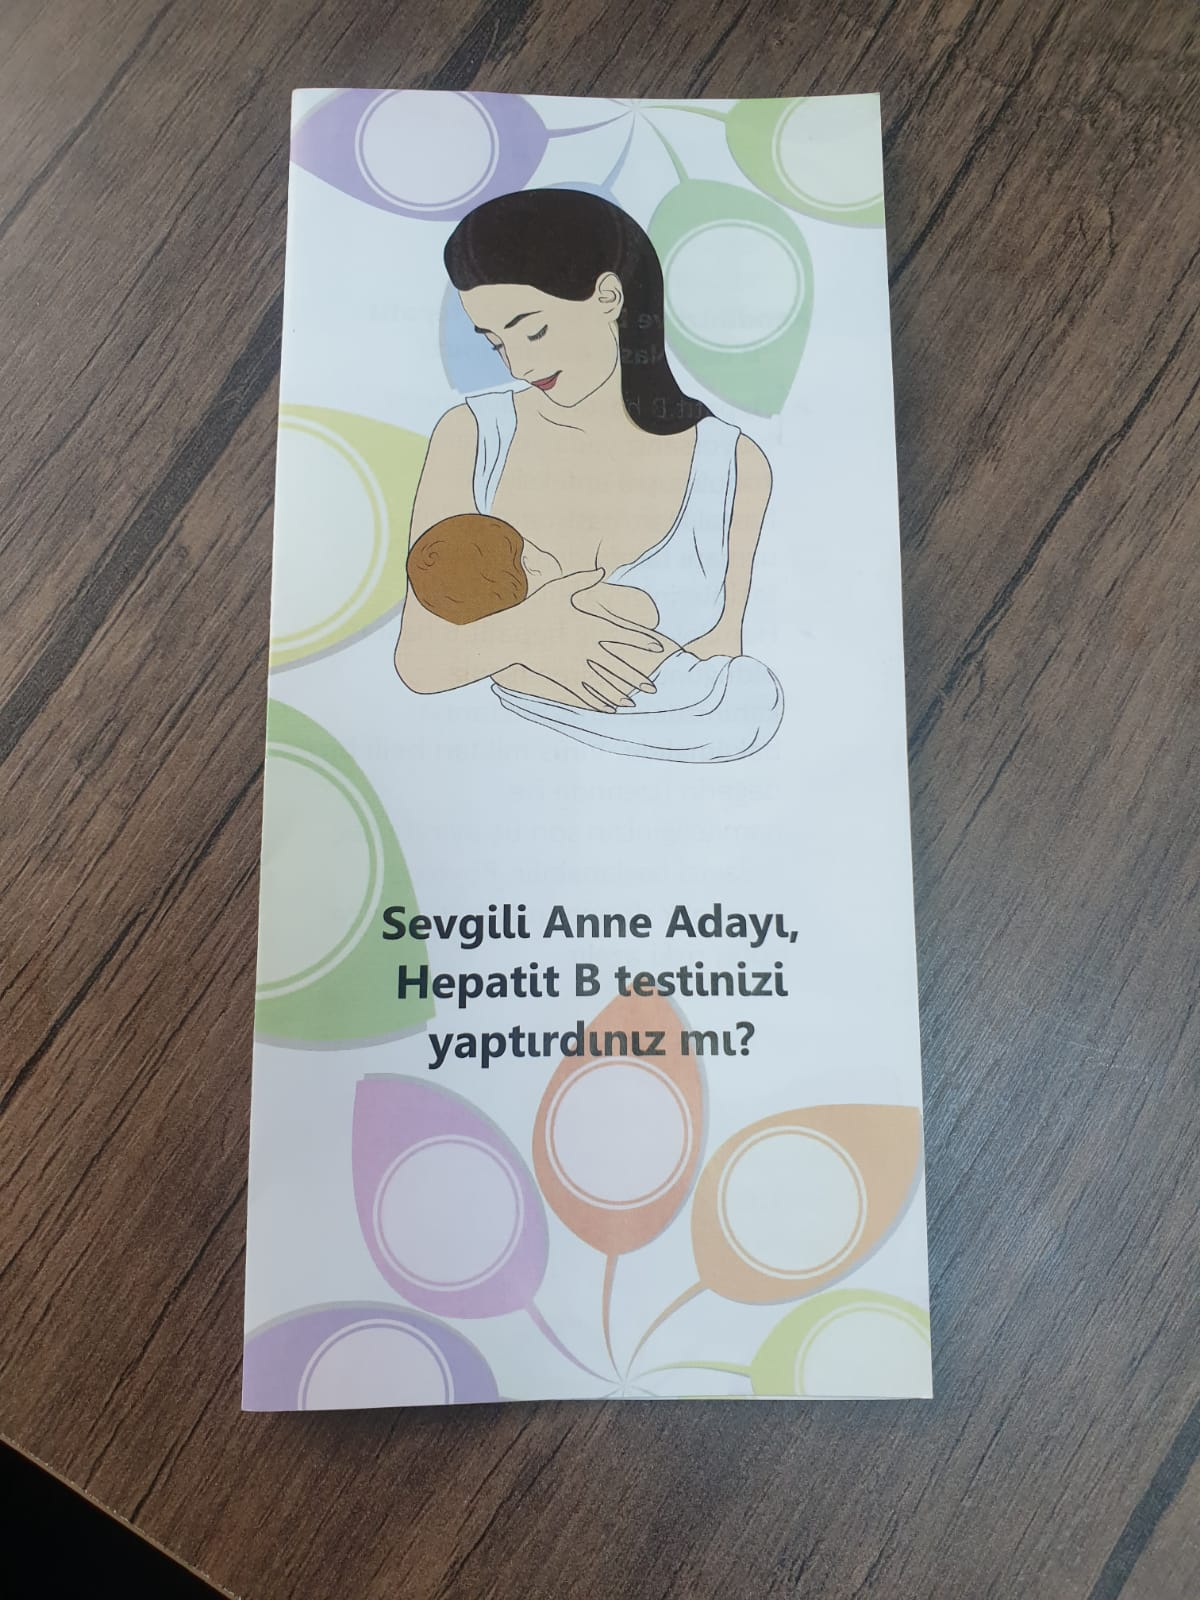 Sevgili Anne Adayı,
Hepatit B testinizi
yaptırdınız mı?